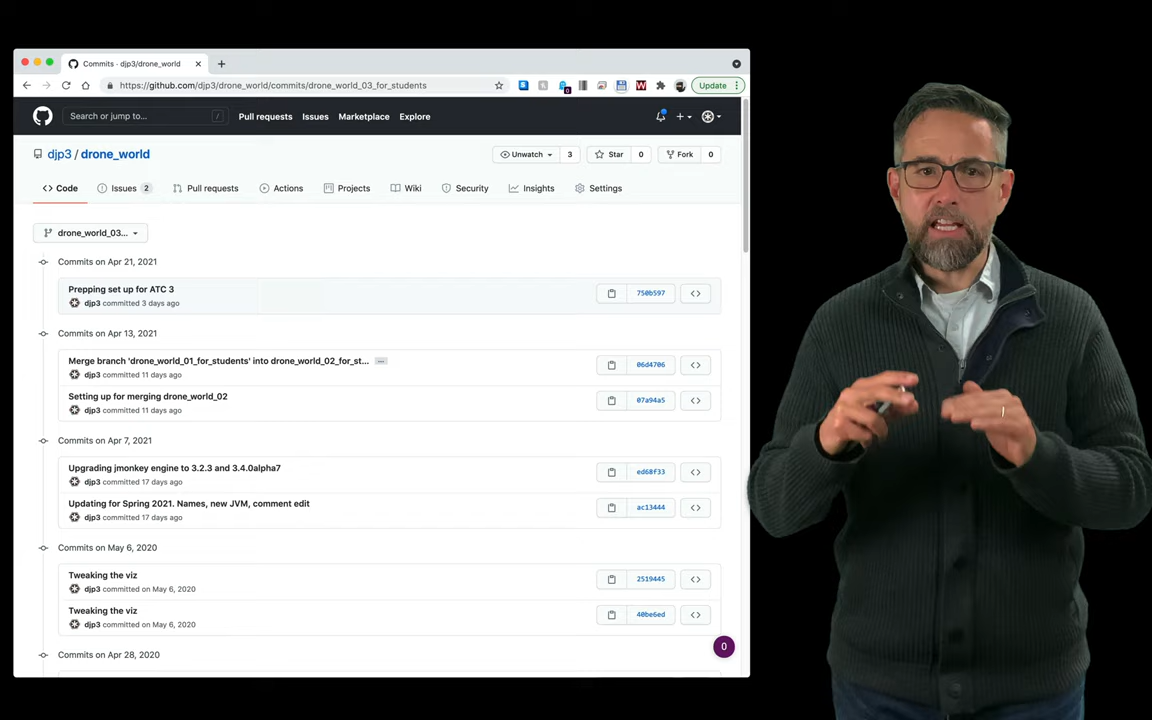 Commits · djp3/drone_world
https://github.com/djp3/drone_world/commits/drone_world_03_for_students
0
W
Update
Search or jump to...
/
Pull requests
Issues
Marketplace
Explore
djp3 / drone_world
Unwatch
3
Star
0
Fork
0
Code
Issues 2
Pull requests
Actions
Projects
Wiki
Security
Insights
Settings
drone_world_03...
Commits on Apr 21, 2021
Prepping set up for ATC 3
djp3 committed 3 days ago
750b597
Commits on Apr 13, 2021
Merge branch 'drone_world_01_for_students' into drone_world_02_for_st...
djp3 committed 11 days ago
06d4706
Setting up for merging drone_world_02
djp3 committed 11 days ago
07a94a5
Commits on Apr 7, 2021
Upgrading jmonkey engine to 3.2.3 and 3.4.0alpha7
djp3 committed 17 days ago
ed68f33
Updating for Spring 2021. Names, new JVM, comment edit
djp3 committed 17 days ago
ac13444
Commits on May 6, 2020
Tweaking the viz
djp3 committed on May 6, 2020
2519445
Tweaking the viz
djp3 committed on May 6, 2020
40be6ed
0
Commits on Apr 28, 2020